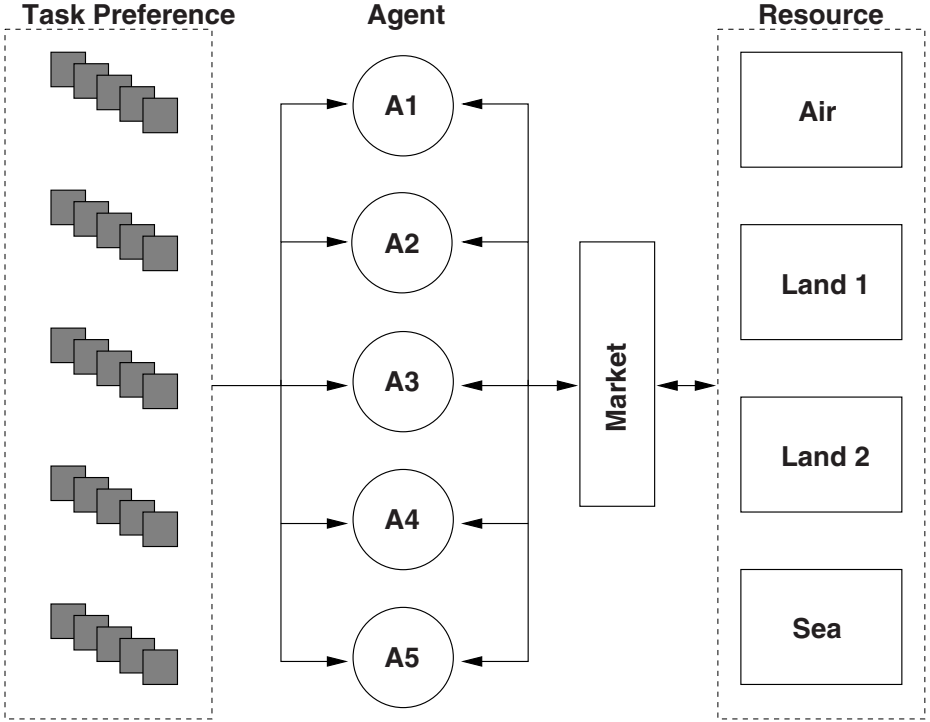 Task Preference
Agent
Resource
A1
A2
A3
A4
A5
Market
Air
Land 1
Land 2
Sea